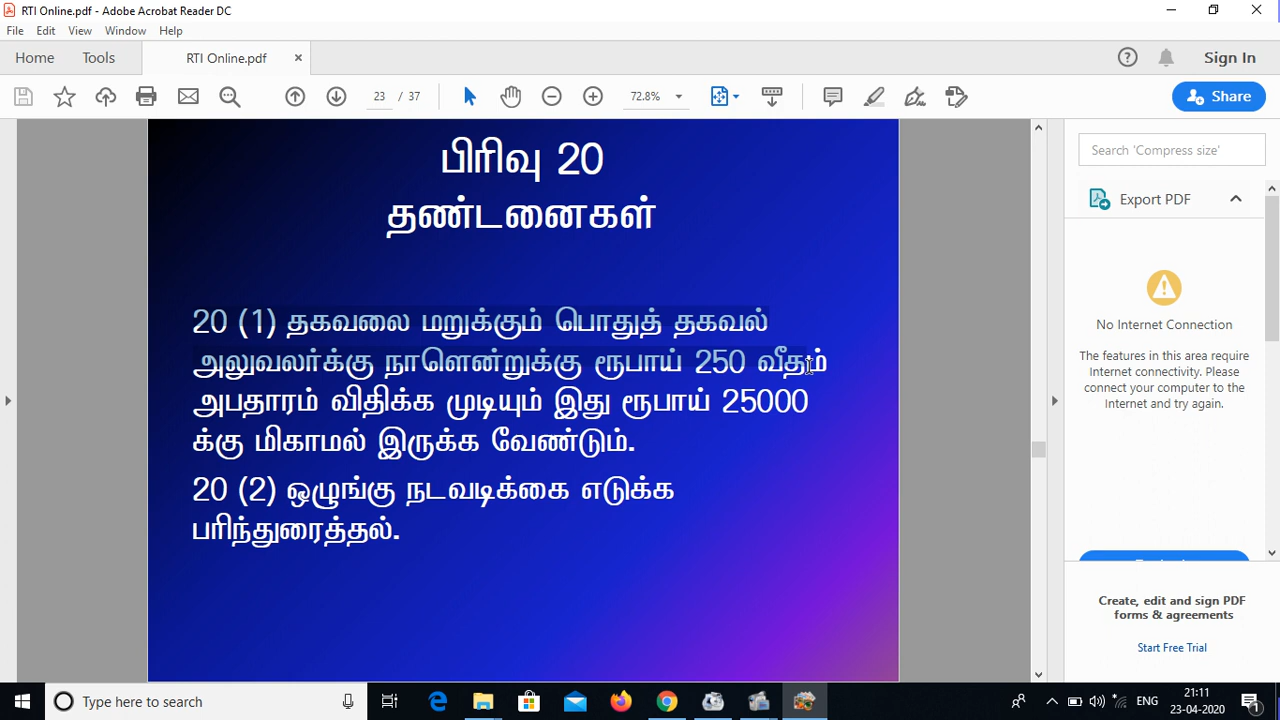 RTI Online.pdf - Adobe Acrobat Reader DC
File Edit View Window Help
Home Tools RTI Online.pdf × Sign In
23 / 37 72.8% Share
பிரிவு 20
தண்டனைகள்
20 (1) தகவலை மறுக்கும் பொதுத் தகவல்
அலுவலர்க்கு நாளென்றுக்கு ரூபாய் 250 வீதம்
அபதாரம் விதிக்க முடியும் இது ரூபாய் 25000
க்கு மிகாமல் இருக்க வேண்டும்.
20 (2) ஒழுங்கு நடவடிக்கை எடுக்க
பரிந்துரைத்தல்.
Search 'Compress size'
Export PDF
No Internet Connection
The features in this area require
Internet connectivity. Please
connect your computer to the
Internet and try again.
Create, edit and sign PDF
forms & agreements
Start Free Trial
Type here to search
ENG
21:11
23-04-2020
1